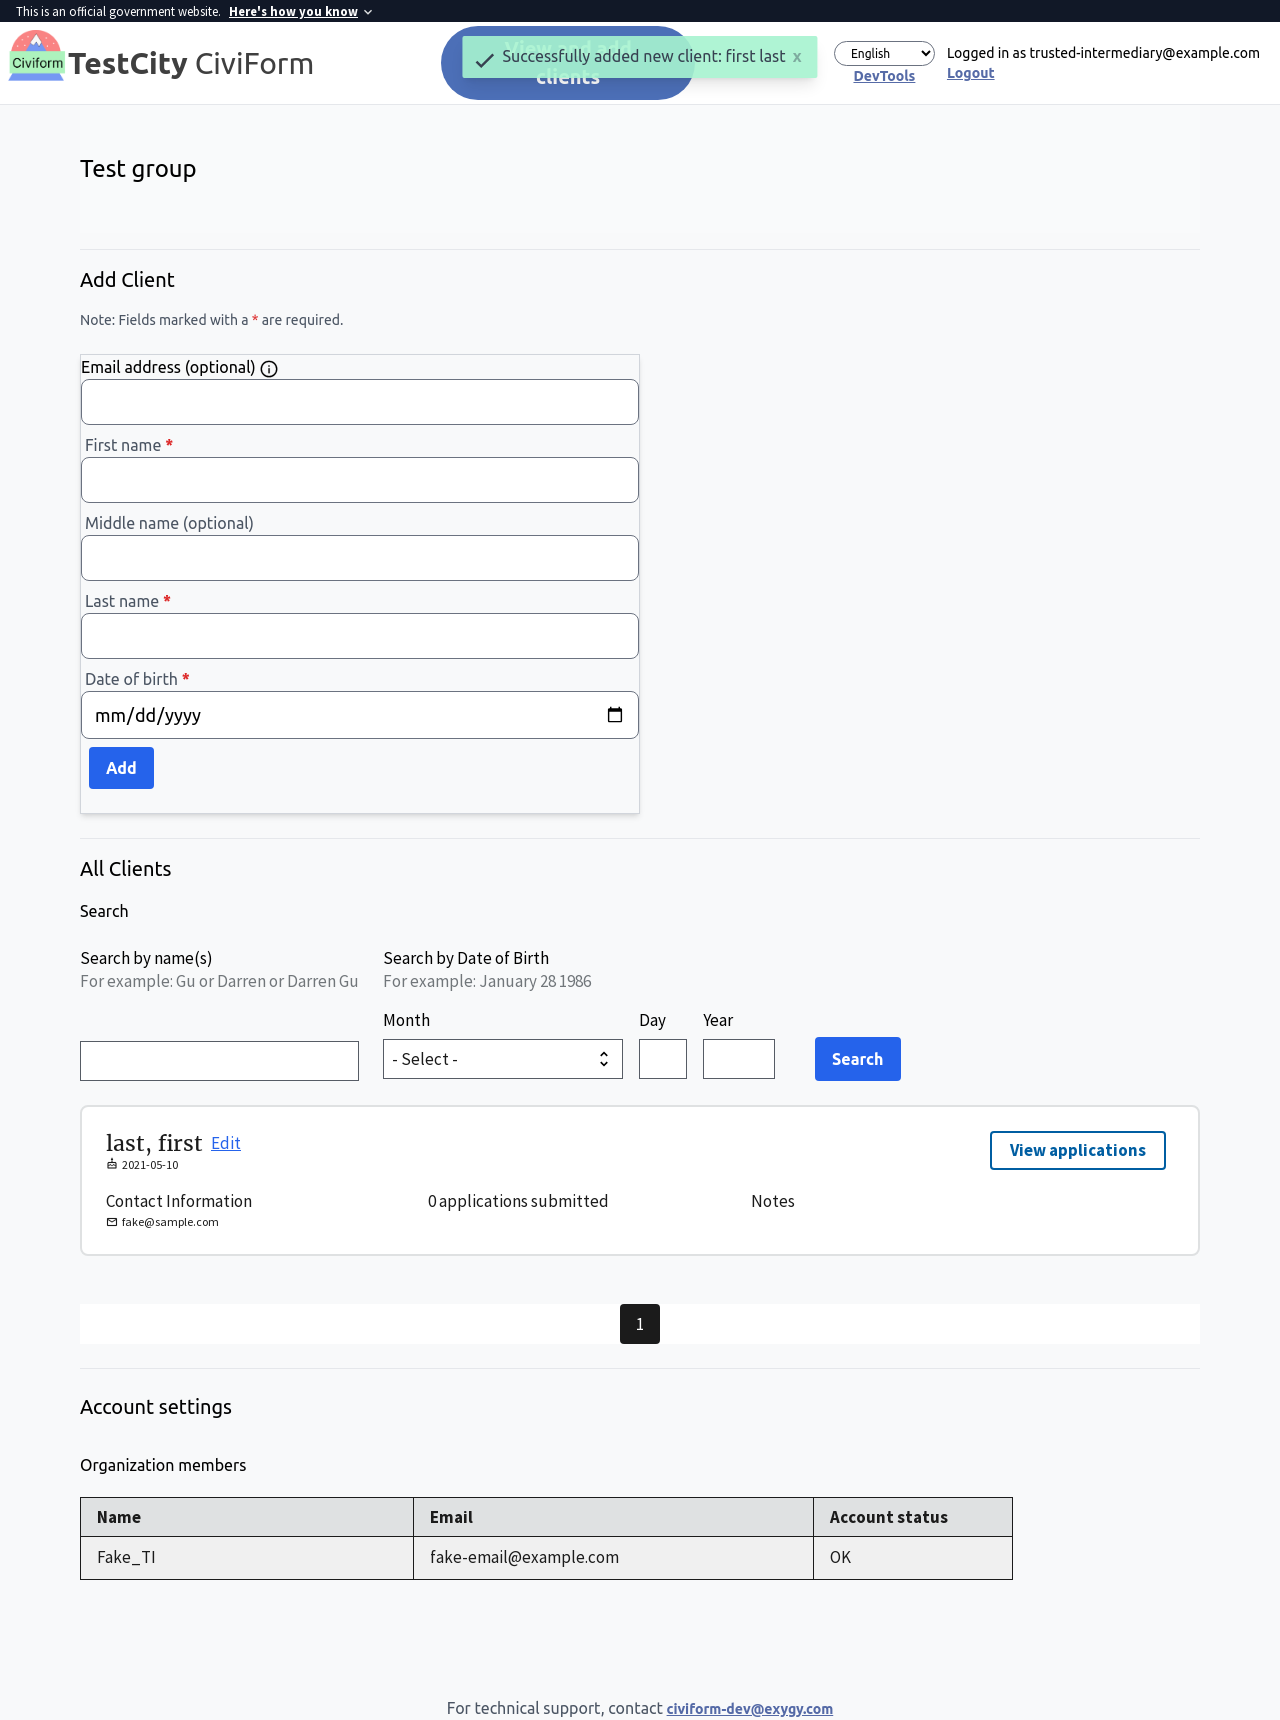 This is an official government website. Here's how you know
Civiform
TestCity CiviForm
View and add
clients
Successfully added new client: first last x
English
DevTools
Logged in as trusted-intermediary@example.com
Logout
Test group
Add Client
Note: Fields marked with a * are required.
Email address (optional)
First name *
Middle name (optional)
Last name *
Date of birth *
mm/dd/yyyy
Add
All Clients
Search
Search by name(s)
For example: Gu or Darren or Darren Gu
Search by Date of Birth
For example: January 28 1986
Month
Day
Year
- Select -
Search
last, first Edit
2021-05-10
View applications
Contact Information
fake@sample.com
0 applications submitted
Notes
1
Account settings
Organization members
Name Email Account status
Fake_TI fake-email@example.com OK
For technical support, contact civiform-dev@exygy.com